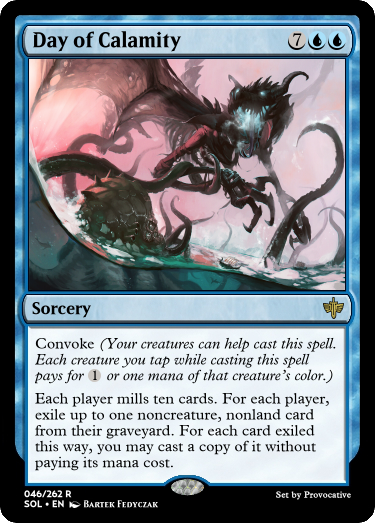 Day of Calamity 7
Sorcery
Convoke (Your creatures can help cast this spell.
Each creature you tap while casting this spell
pays for 1 or one mana of that creature's color.)
Each player mills ten cards. For each player,
exile up to one noncreature, nonland card
from their graveyard. For each card exiled
this way, you may cast a copy of it without
paying its mana cost.
046/262 R
SOL • EN Bartek Fedyczak
Set by Provocative